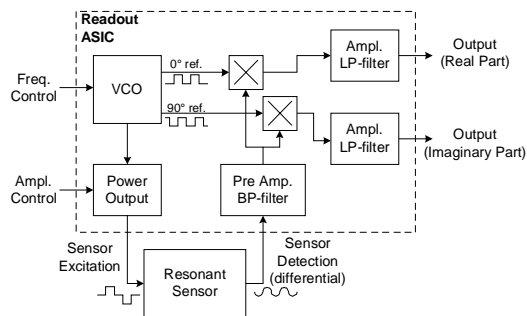 Readout
ASIC
0° ref.
Ampl.
LP-filter
Output
(Real Part)
Freq.
Control
VCO
90° ref.
Ampl.
LP-filter
Output
(Imaginary Part)
Ampl.
Control
Power
Output
Pre Amp.
BP-filter
Sensor
Excitation
Resonant
Sensor
Sensor
Detection
(differential)